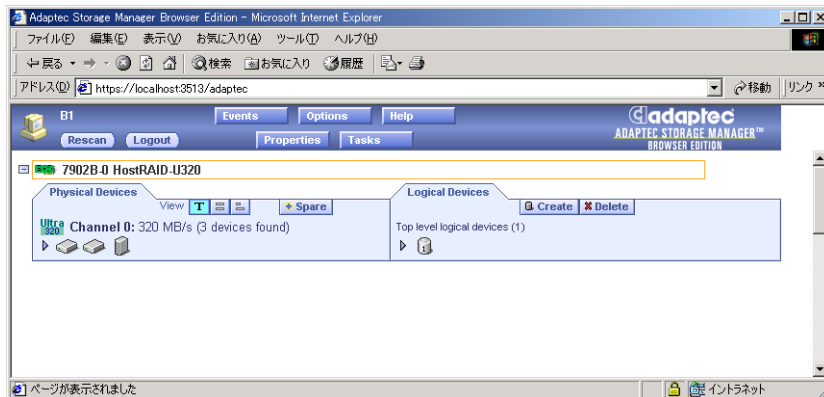 Adaptec Storage Manager Browser Edition - Microsoft Internet Explorer
ファイル(F) 編集(E) 表示(V) お気に入り(A) ツール(T) ヘルプ(H)
戻る 検索 お気に入り 履歴
アドレス(D) https://localhost:3513/adaptec 移動 リンク »
B1 Events Options Help adaptec
Rescan Logout Properties Tasks ADAPTEC STORAGE MANAGER™
BROWSER EDITION
7902B-0 HostRAID-U320
Physical Devices Logical Devices
View T Spare Create Delete
Ultra 320 Channel 0: 320 MB/s (3 devices found) Top level logical devices (1)
1
ページが表示されました イントラネット